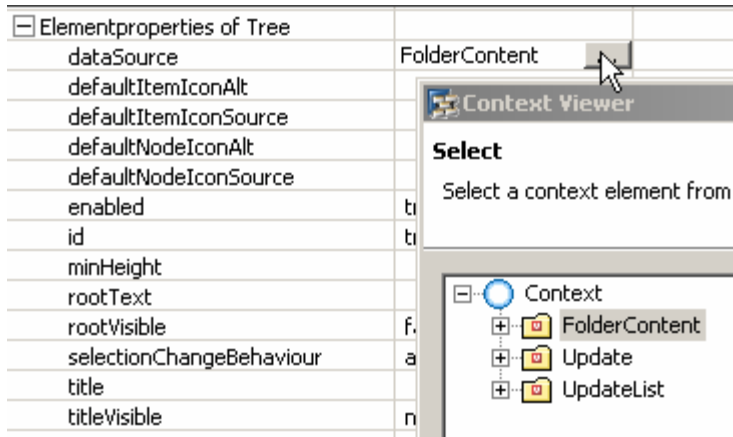 Elementproperties of Tree
dataSource FolderContent
defaultItemIconAlt
defaultItemIconSource
defaultNodeIconAlt
defaultNodeIconSource
enabled
id
minHeight
rootText
rootVisible
selectionChangeBehaviour
title
titleVisible
Context Viewer
Select
Select a context element from
Context
FolderContent
Update
UpdateList